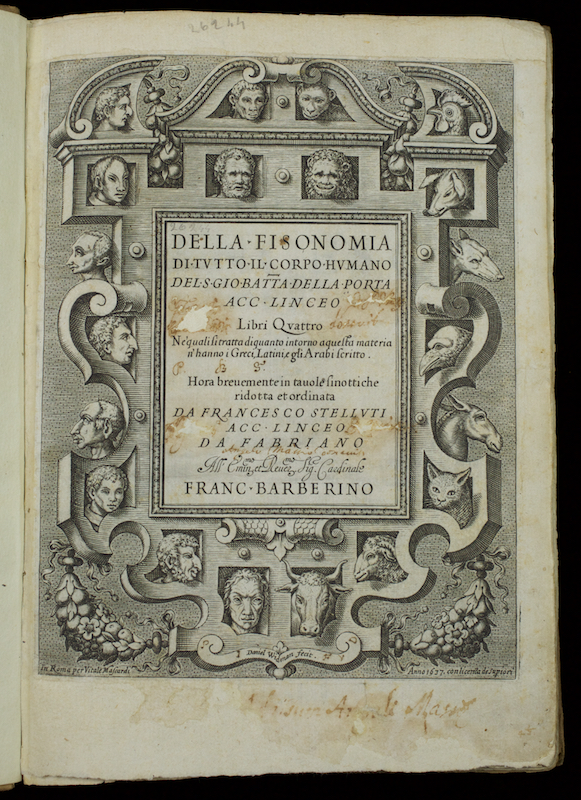 26244
DELLA·FISONOMIA
DI·TVTTO·IL·CORPO·HVMANO
DEL·S·GIO·BATTA·DELLA·PORTA
ACC·LINCEO
Libri Qvattro
Ne'quali si tratta di quanto intorno a questa materia
n'hanno i Greci, Latini, e gli Arabi scritto.
Hora breuemente in tauole sinottiche
ridotta et ordinata
DA FRANCESCO STELLVTI
ACC·LINCEO
DA FABRIANO
All' Emin.mo et Reuer.mo Sig. Cardinale
FRANC·BARBERINO
Daniel Widman fecit.
in Roma per Vitale Mascardi
Anno 1637. con licenza de Superiori